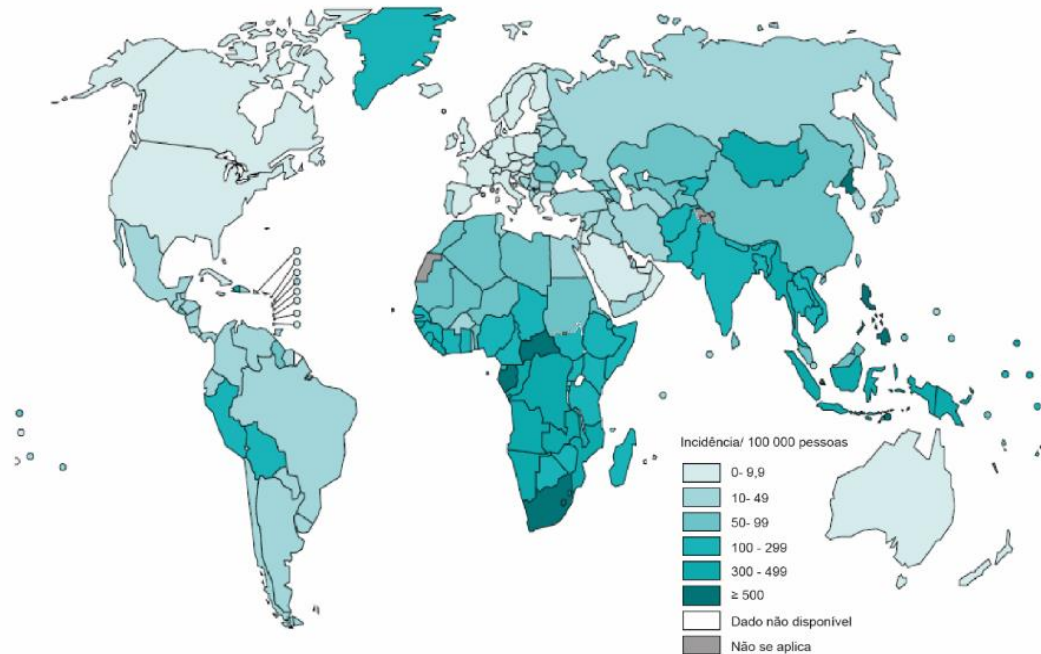 Incidência/ 100 000 pessoas
0- 9,9
10- 49
50- 99
100 - 299
300 - 499
≥ 500
Dado não disponível
Não se aplica